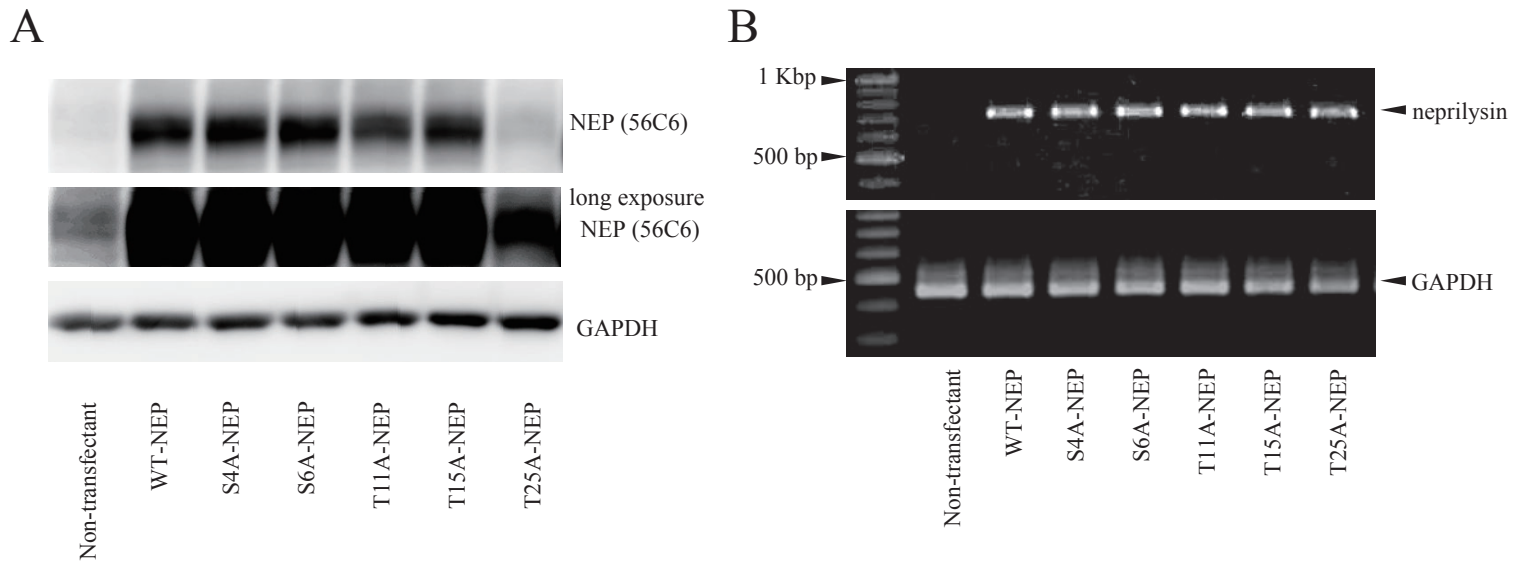 A
NEP (56C6)
long exposure
NEP (56C6)
GAPDH
Non-transfectant
WT-NEP
S4A-NEP
S6A-NEP
T11A-NEP
T15A-NEP
T25A-NEP
B
1 Kbp
500 bp
neprilysin
500 bp
GAPDH
Non-transfectant
WT-NEP
S4A-NEP
S6A-NEP
T11A-NEP
T15A-NEP
T25A-NEP